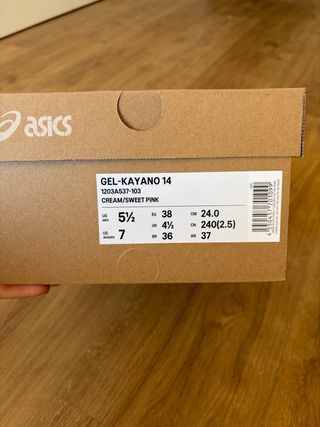 asics
GEL-KAYANO 14
1203A537-103
CREAM/SWEET PINK
US MEN 5½ EU 38 CM 24.0
UK 4½ CN 240(2.5)
US WOMEN 7 BR 36 AR 37